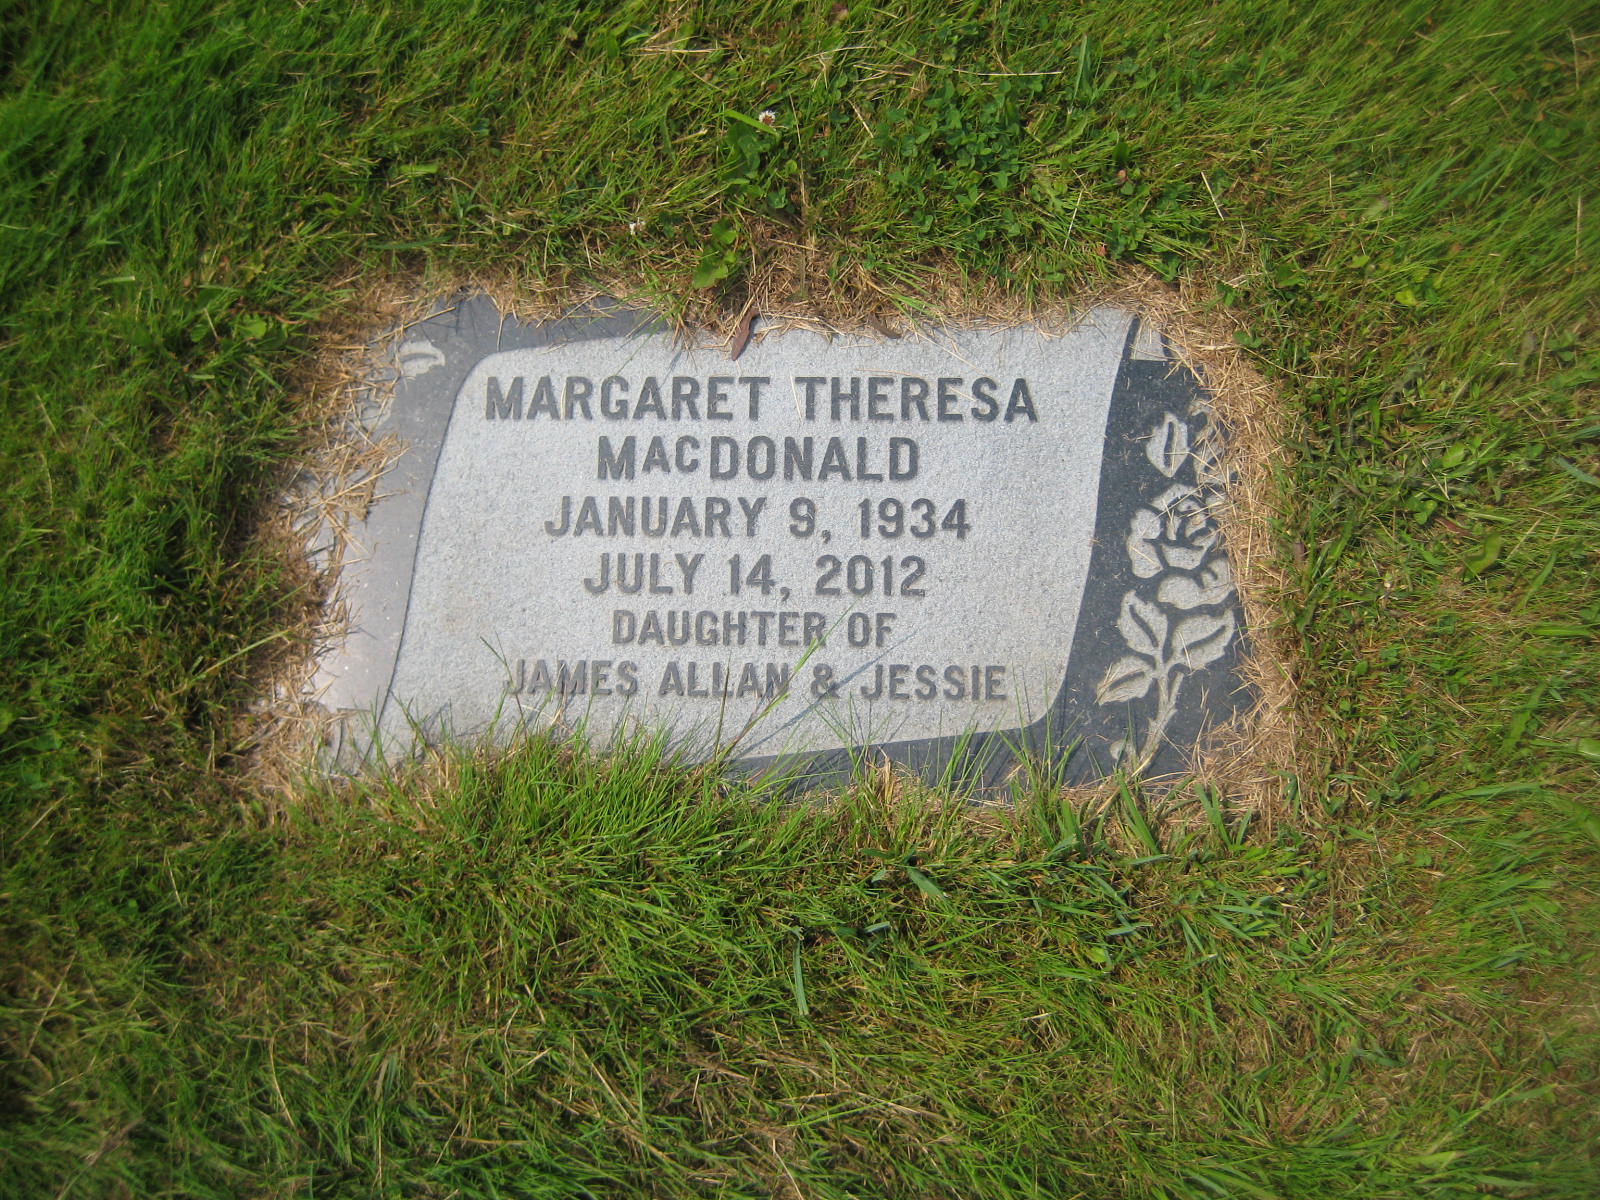 MARGARET THERESA
MacDONALD
JANUARY 9, 1934
JULY 14, 2012
DAUGHTER OF
JAMES ALLAN & JESSIE